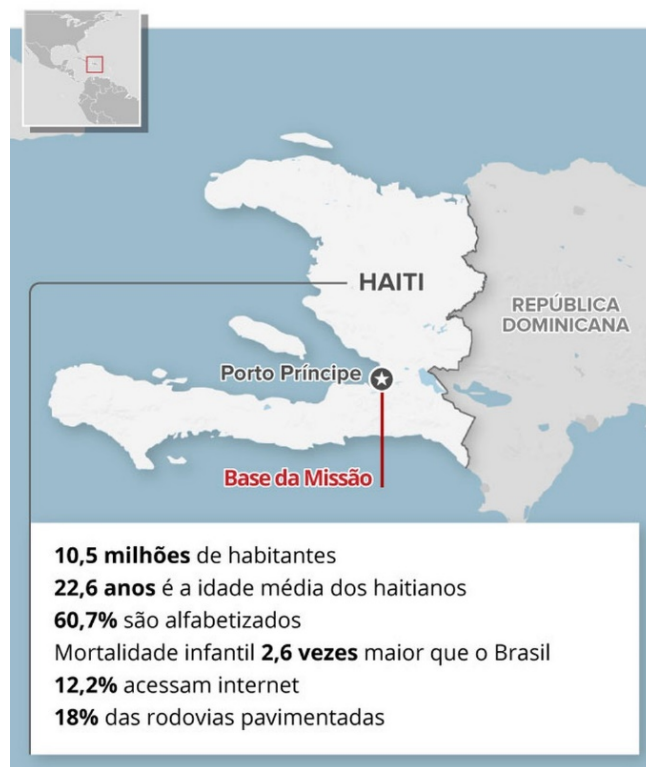 HAITI
REPÚBLICA
DOMINICANA
Porto Príncipe
Base da Missão
10,5 milhões de habitantes
22,6 anos é a idade média dos haitianos
60,7% são alfabetizados
Mortalidade infantil 2,6 vezes maior que o Brasil
12,2% acessam internet
18% das rodovias pavimentadas